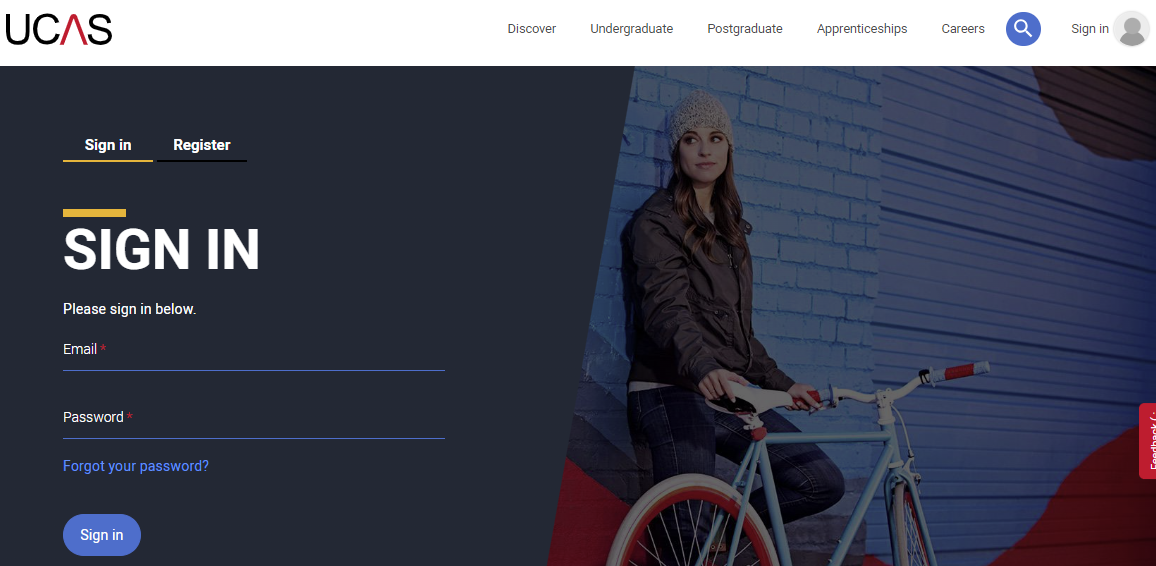 UCAS
Discover Undergraduate Postgraduate Apprenticeships Careers Sign in
Sign in Register
SIGN IN
Please sign in below.
Email *
Password *
Forgot your password?
Sign in
Feedback